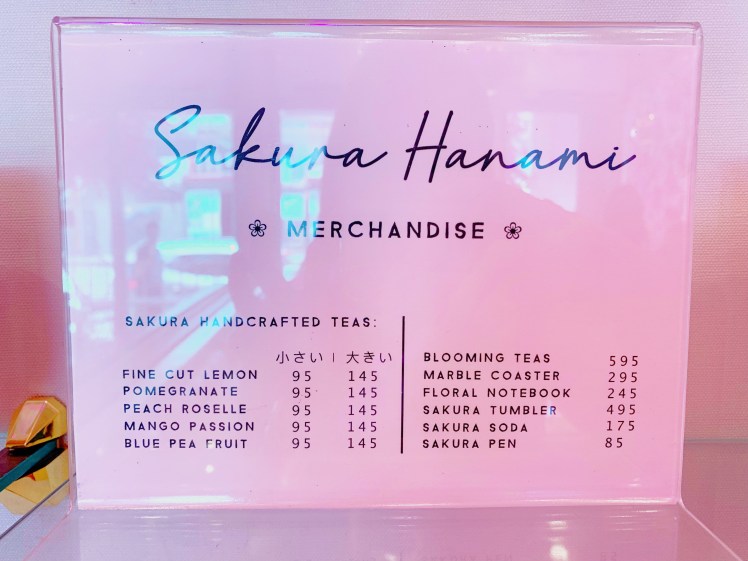 Sakura Hanami
MERCHANDISE
SAKURA HANDCRAFTED TEAS:
小さい | 大きい
FINE CUT LEMON 95 145
POMEGRANATE 95 145
PEACH ROSELLE 95 145
MANGO PASSION 95 145
BLUE PEA FRUIT 95 145
BLOOMING TEAS 595
MARBLE COASTER 295
FLORAL NOTEBOOK 245
SAKURA TUMBLER 495
SAKURA SODA 175
SAKURA PEN 85